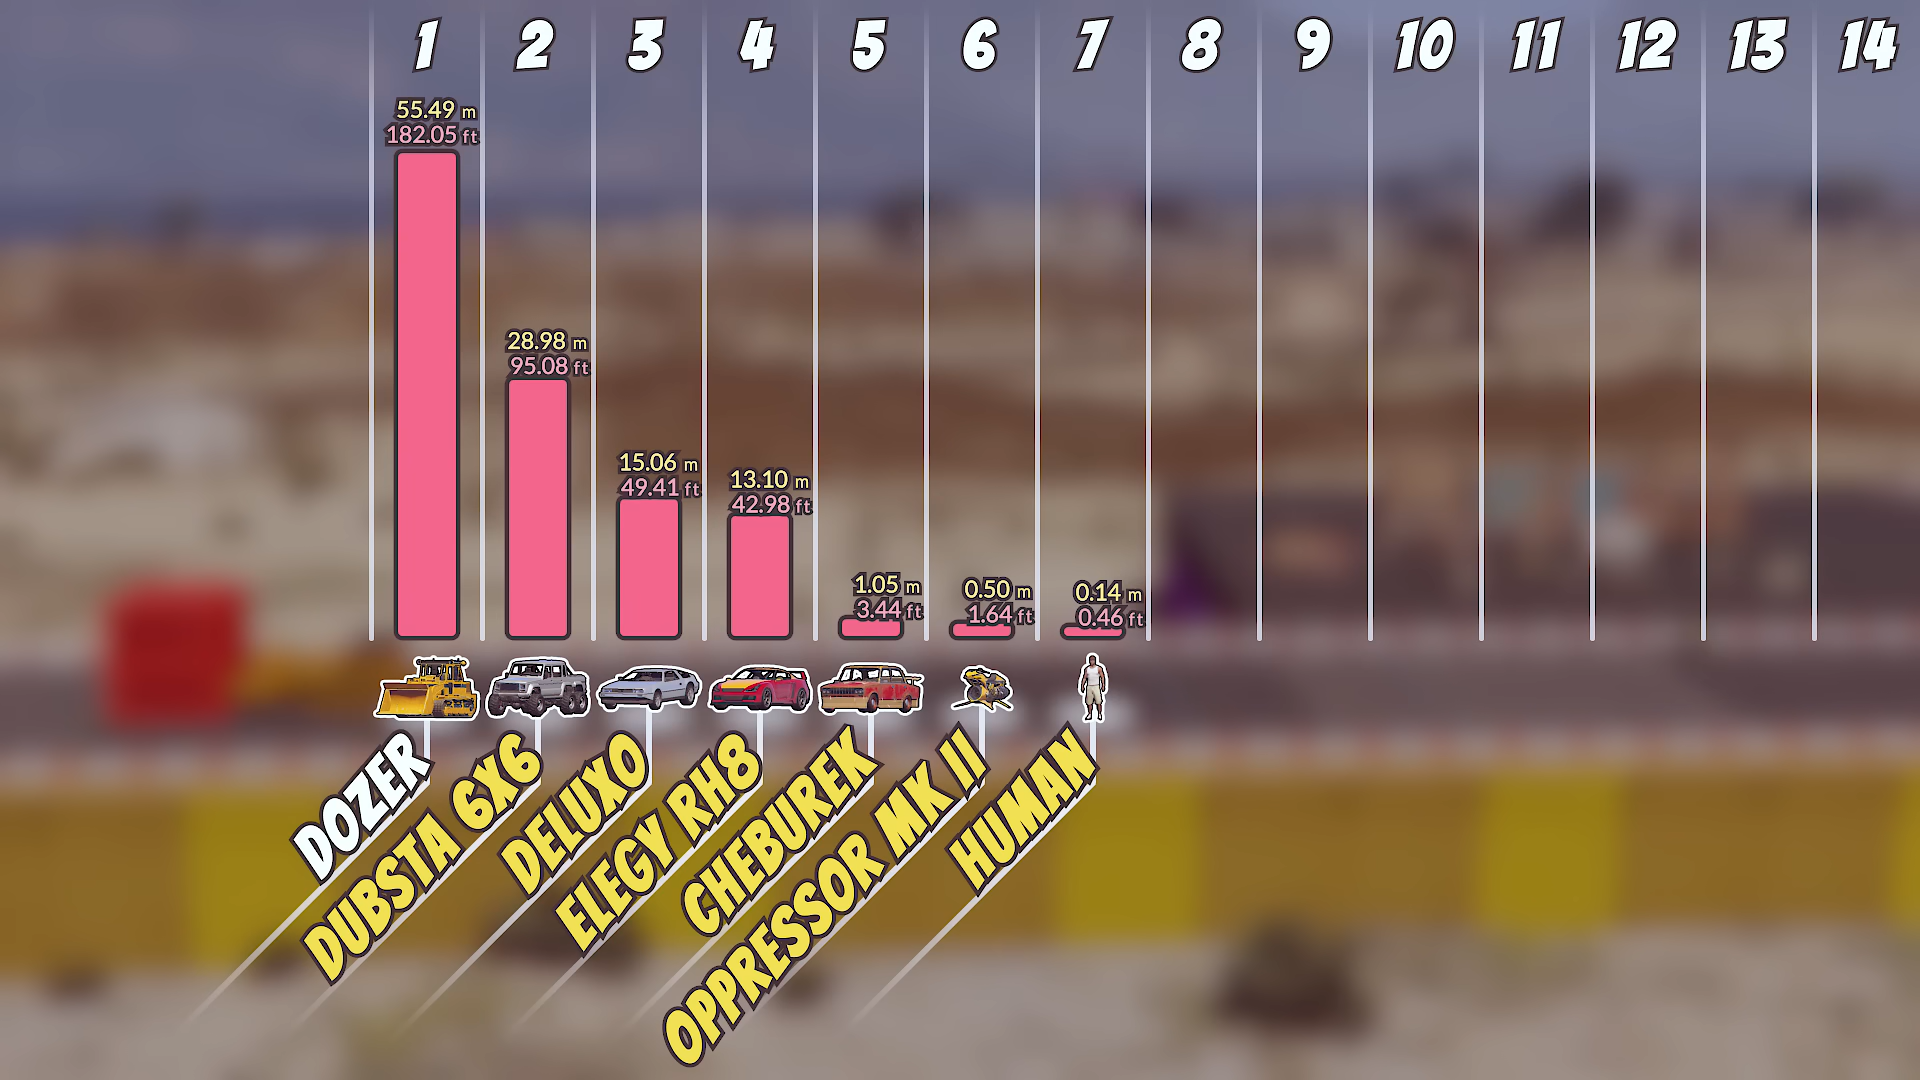 1 2 3 4 5 6 7 8 9 10 11 12 13 14
55.49 m
182.05 ft
28.98 m
95.08 ft
15.06 m
49.41 ft
13.10 m
42.98 ft
1.05 m
3.44 ft
0.50 m
1.64 ft
0.14 m
0.46 ft
DOZER
DUBSTA 6X6
DELUXO
ELEGY RH8
CHEBUREK
OPPRESSOR MK II
HUMAN